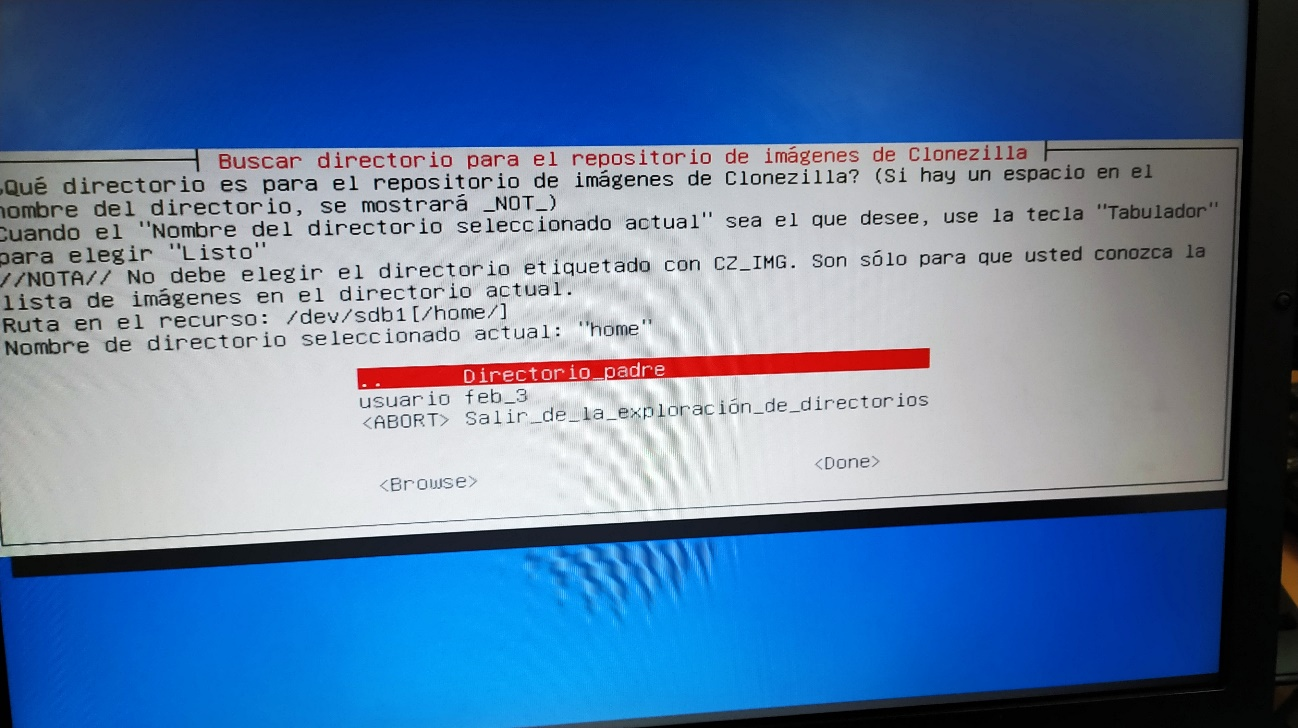 Buscar directorio para el repositorio de imágenes de Clonezilla
Qué directorio es para el repositorio de imágenes de Clonezilla? (Si hay un espacio en el
nombre del directorio, se mostrará _NOT_)
Cuando el "Nombre del directorio seleccionado actual" sea el que desee, use la tecla "Tabulador"
para elegir "Listo"
//NOTA// No debe elegir el directorio etiquetado con CZ_IMG. Son sólo para que usted conozca la
lista de imágenes en el directorio actual.
Ruta en el recurso: /dev/sdb1[/home/]
Nombre de directorio seleccionado actual: "home"
.. Directorio_padre
usuario feb_3
<ABORT> Salir_de_la_exploración_de_directorios
<Browse> <Done>